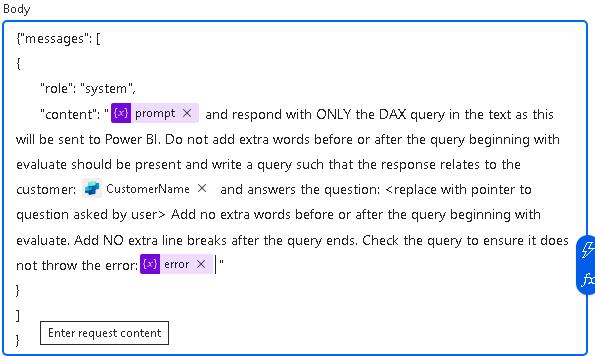 Body
{"messages": [
{
"role": "system",
"content": "{x} prompt × and respond with ONLY the DAX query in the text as this
will be sent to Power BI. Do not add extra words before or after the query beginning with
evaluate should be present and write a query such that the response relates to the
customer: CustomerName × and answers the question: <replace with pointer to
question asked by user> Add no extra words before or after the query beginning with
evaluate. Add NO extra line breaks after the query ends. Check the query to ensure it does
not throw the error: {x} error × "
}
]
}
Enter request content
fx